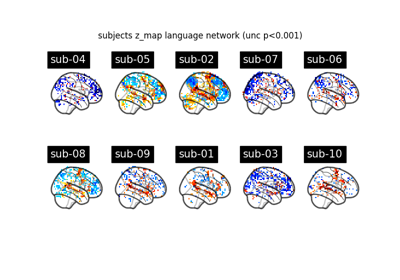 subjects z_map language network (unc p<0.001)
sub-04 sub-05 sub-02 sub-07 sub-06
sub-08 sub-09 sub-01 sub-03 sub-10